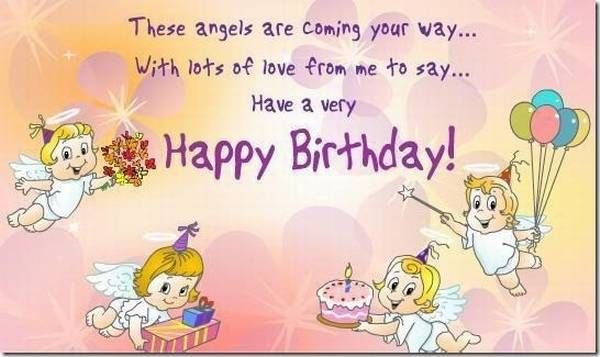 These angels are coming your way...
With lots of love from me to say...
Have a very
Happy Birthday!